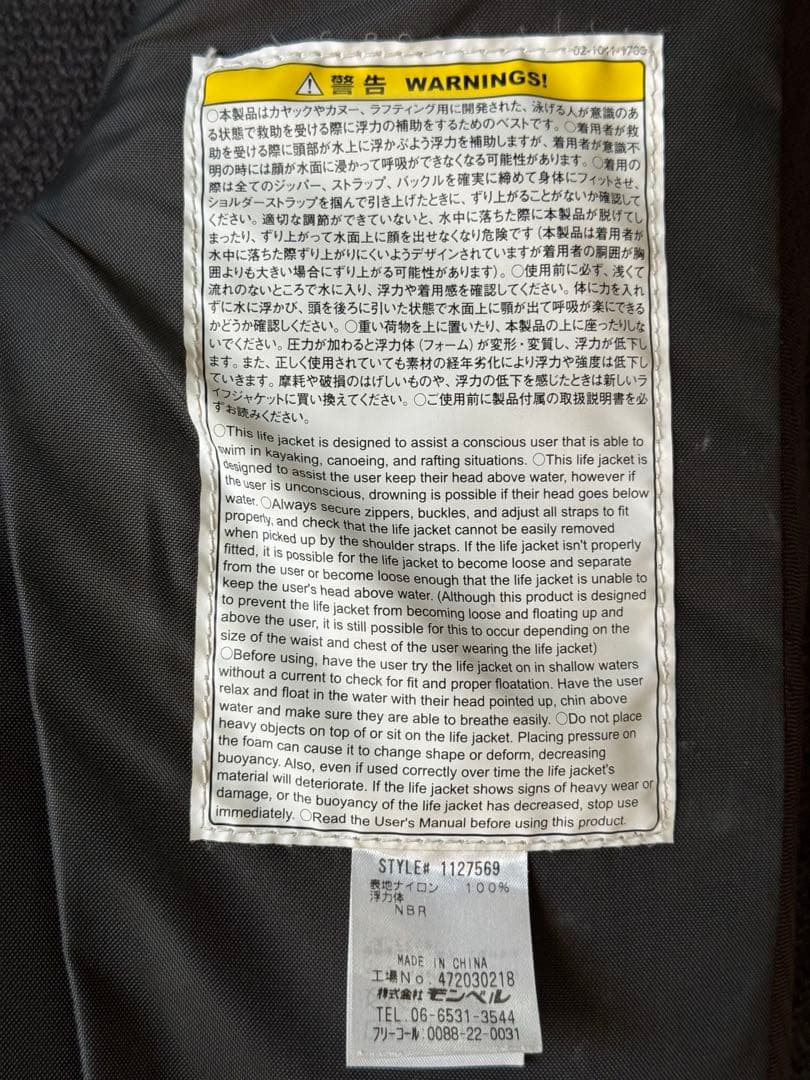 警告 WARNINGS!
○本製品はカヤックやカヌー、ラフティング用に開発された、泳げる人が意識のあ
る状態で救助を受ける際に浮力の補助をするためのベストです。○着用者が救
助を受ける際に頭部が水上に浮かぶよう浮力を補助しますが、着用者が意識不
明の時には顔が水面に浸かって呼吸ができなくなる可能性があります。○着用の
際は全てのジッパー、ストラップ、バックルを確実に締めて身体にフィットさせ、
ショルダーストラップを掴んで引き上げたときに、ずり上がることがないか確認して
ください。適切な調節ができていないと、水中に落ちた際に本製品が脱げてし
まったり、ずり上がって水面上に顔を出せなくなり危険です(本製品は着用者が
水中に落ちた際ずり上がりにくいようデザインされていますが着用者の胴囲が胸
囲よりも大きい場合にずり上がる可能性があります)。○使用前に必ず、浅くて
流れのないところで水に入り、浮力や着用感を確認してください。体に力を入れ
ずに水に浮かび、頭を後ろに引いた状態で水面上に顎が出て呼吸が楽にできる
かどうか確認しください。○重い荷物を上に置いたり、本製品の上に座ったりしな
いでください。圧力が加わると浮力体(フォーム)が変形・変質し、浮力が低下し
ます。また、正しく使用されていても素材の経年劣化により浮力や強度は低下し
ていきます。摩耗や破損のはげしいものや、浮力の低下を感じたときは新しいラ
イフジャケットに買い換えてください。○ご使用前に製品付属の取扱説明書を必
ずお読みください。
○This life jacket is designed to assist a conscious user that is able to
swim in kayaking, canoeing, and rafting situations. ○This life jacket is
designed to assist the user keep their head above water, however if
the user is unconscious, drowning is possible if their head goes below
water. ○Always secure zippers, buckles, and adjust all straps to fit
properly, and check that the life jacket cannot be easily removed
when picked up by the shoulder straps. If the life jacket isn't properly
fitted, it is possible for the life jacket to become loose and separate
from the user or become loose enough that the life jacket is unable to
keep the user's head above water. (Although this product is designed
to prevent the life jacket from becoming loose and floating up and
above the user, it is still possible for this to occur depending on the
size of the waist and chest of the user wearing the life jacket)
○Before using, have the user try the life jacket on in shallow waters
without a current to check for fit and proper floatation. Have the user
relax and float in the water with their head pointed up, chin above
water and make sure they are able to breathe easily. ○Do not place
heavy objects on top of or sit on the life jacket. Placing pressure on
the foam can cause it to change shape or deform, decreasing
buoyancy. Also, even if used correctly over time the life jacket's
material will deteriorate. If the life jacket shows signs of heavy wear or
damage, or the buoyancy of the life jacket has decreased, stop use
immediately. ○Read the User's Manual before using this product.
STYLE# 1127569
表地ナイロン 100%
浮力体
NBR
MADE IN CHINA
工場No. 472030218
株式会社モンベル
TEL.06-6531-3544
フリーコール:0088-22-0031